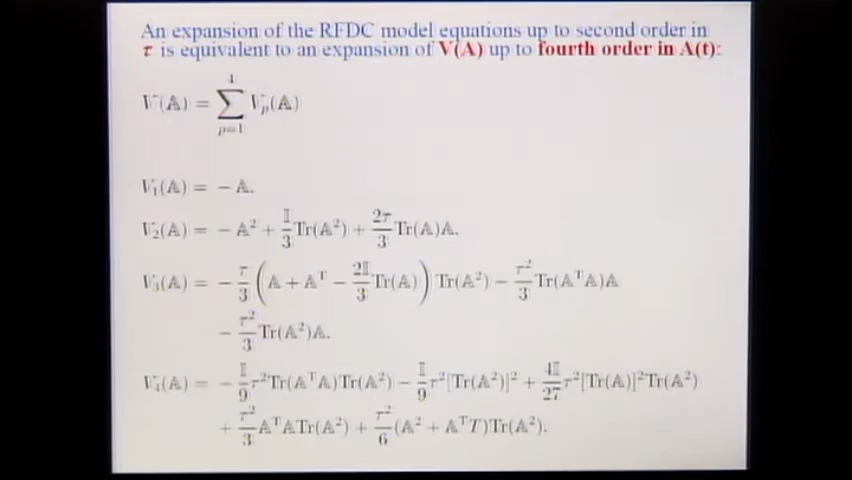 An expansion of the RFDC model equations up to second order in
τ is equivalent to an expansion of V(A) up to fourth order in A(t):
V(𝔸) = ∑_{p=1}^{4} V_p(𝔸)
V₁(𝔸) = − 𝔸.
V₂(𝔸) = − 𝔸² + 𝕀/3 Tr(𝔸²) + 2τ/3 Tr(𝔸)𝔸.
V₃(𝔸) = − τ/3 (𝔸 + 𝔸ᵀ − 2𝕀/3 Tr(𝔸)) Tr(𝔸²) − τ²/3 Tr(𝔸ᵀ𝔸)𝔸
− τ²/3 Tr(𝔸²)𝔸.
V₄(𝔸) = − 𝕀/9 τ²Tr(𝔸ᵀ𝔸)Tr(𝔸²) − 𝕀/9 τ²[Tr(𝔸²)]² + 4𝕀/27 τ²[Tr(𝔸)]²Tr(𝔸²)
+ τ²/3 𝔸ᵀ𝔸Tr(𝔸²) + τ²/6 (𝔸² + 𝔸ᵀT)Tr(𝔸²).